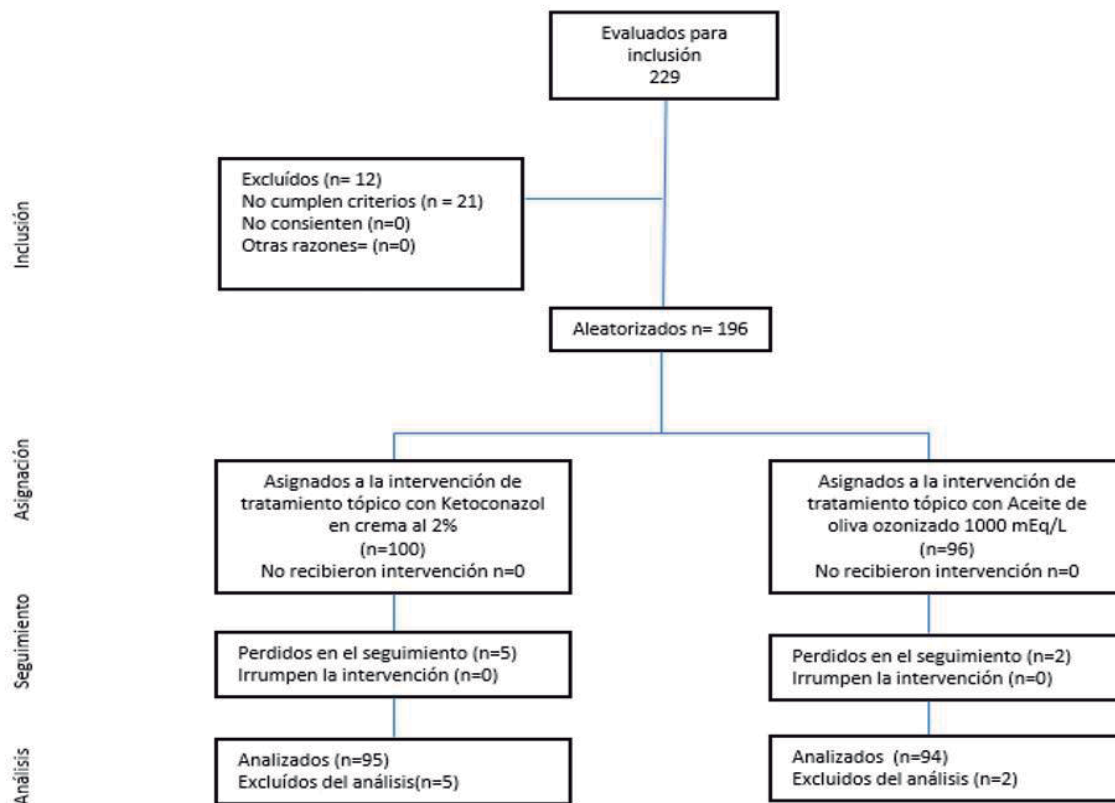 Evaluados para
inclusión
229
Inclusión
Excluídos (n= 12)
No cumplen criterios (n = 21)
No consienten (n=0)
Otras razones= (n=0)
Aleatorizados n= 196
Asignación
Asignados a la intervención de
tratamiento tópico con Ketoconazol
en crema al 2%
(n=100)
No recibieron intervención n=0
Asignados a la intervención de
tratamiento tópico con Aceite de
oliva ozonizado 1000 mEq/L
(n=96)
No recibieron intervención n=0
Seguimiento
Perdidos en el seguimiento (n=5)
Irrumpen la intervención (n=0)
Perdidos en el seguimiento (n=2)
Irrumpen la intervención (n=0)
Análisis
Analizados (n=95)
Excluídos del análisis(n=5)
Analizados (n=94)
Excluidos del análisis (n=2)